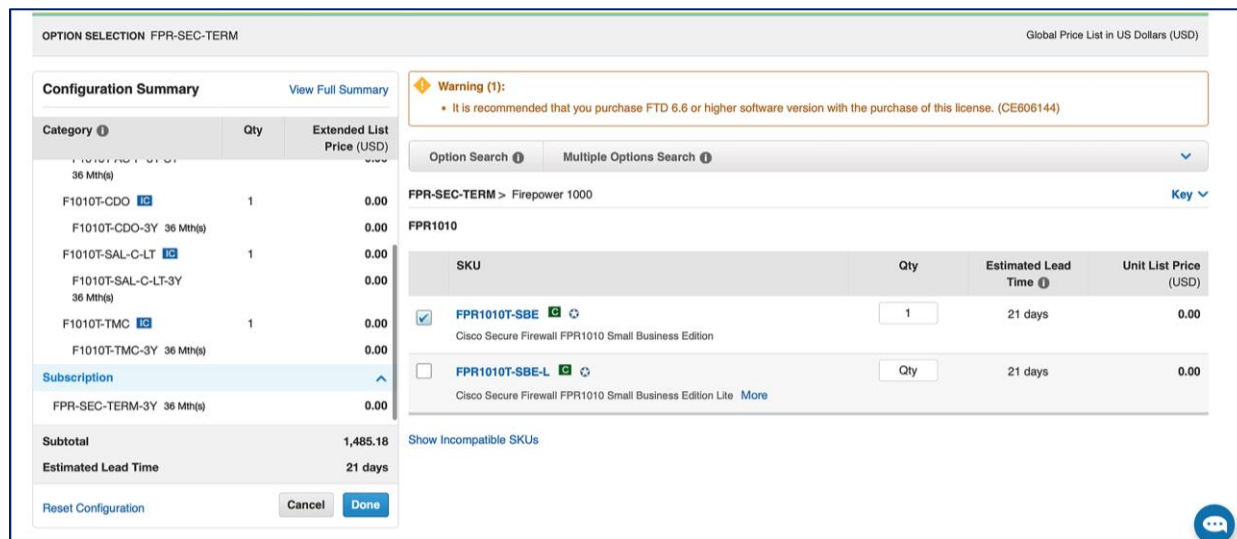 OPTION SELECTION FPR-SEC-TERM
Global Price List in US Dollars (USD)
Configuration Summary
View Full Summary
Category
Qty
Extended List
Price (USD)
36 Mth(s)
F1010T-CDO IC 1 0.00
F1010T-CDO-3Y 36 Mth(s) 0.00
F1010T-SAL-C-LT IC 1 0.00
F1010T-SAL-C-LT-3Y 0.00
36 Mth(s)
F1010T-TMC IC 1 0.00
F1010T-TMC-3Y 36 Mth(s) 0.00
Subscription
FPR-SEC-TERM-3Y 36 Mth(s) 0.00
Subtotal 1,485.18
Estimated Lead Time 21 days
Reset Configuration
Cancel
Done
Warning (1):
• It is recommended that you purchase FTD 6.6 or higher software version with the purchase of this license. (CE606144)
Option Search
Multiple Options Search
FPR-SEC-TERM > Firepower 1000
Key
FPR1010
SKU
Qty
Estimated Lead
Time
Unit List Price
(USD)
FPR1010T-SBE C 1 21 days 0.00
Cisco Secure Firewall FPR1010 Small Business Edition
FPR1010T-SBE-L C Qty 21 days 0.00
Cisco Secure Firewall FPR1010 Small Business Edition Lite More
Show Incompatible SKUs